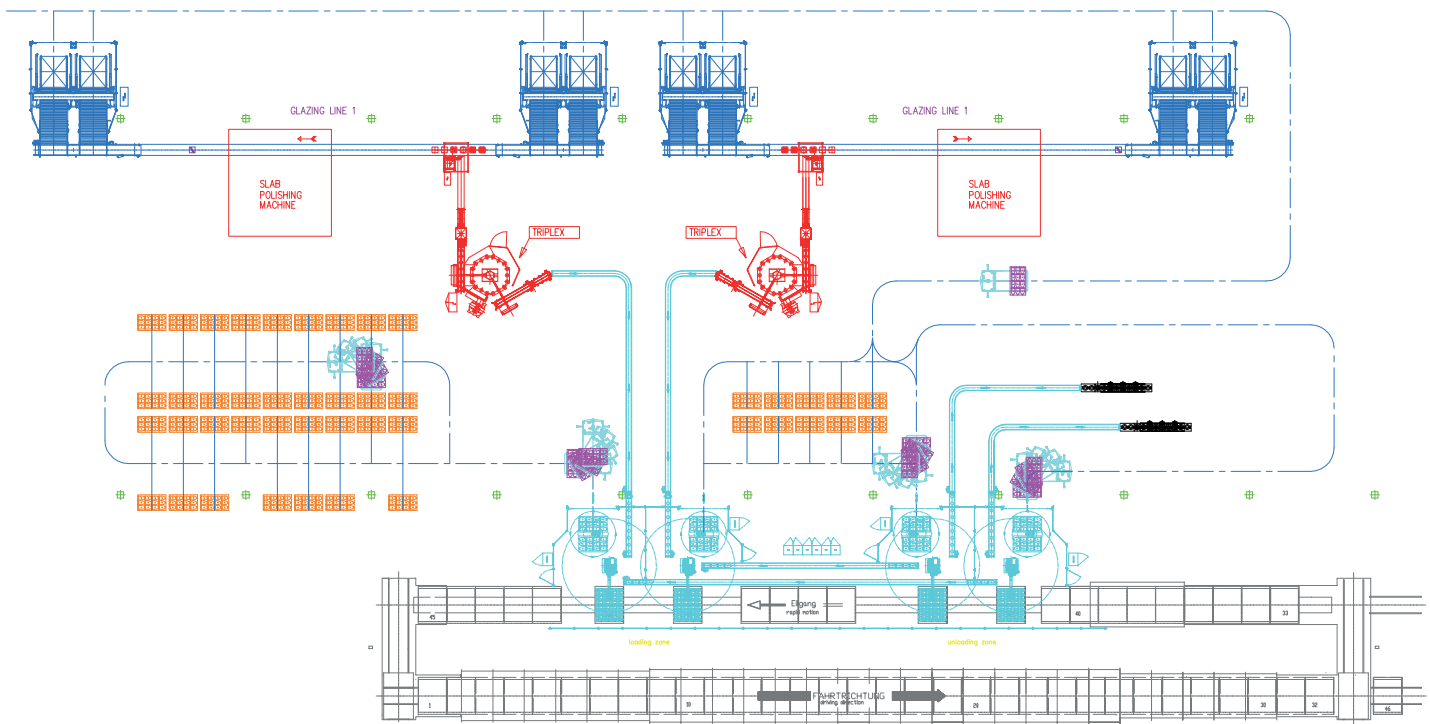 GLAZING LINE 1
GLAZING LINE 1
SLAB
POLISHING
MACHINE
SLAB
POLISHING
MACHINE
TRIPLEX
TRIPLEX
Eilgang
rapid motion
45
40
33
loading zone
unloading zone
FAHRTRICHTUNG
driving direction
1
10
20
30
32
46